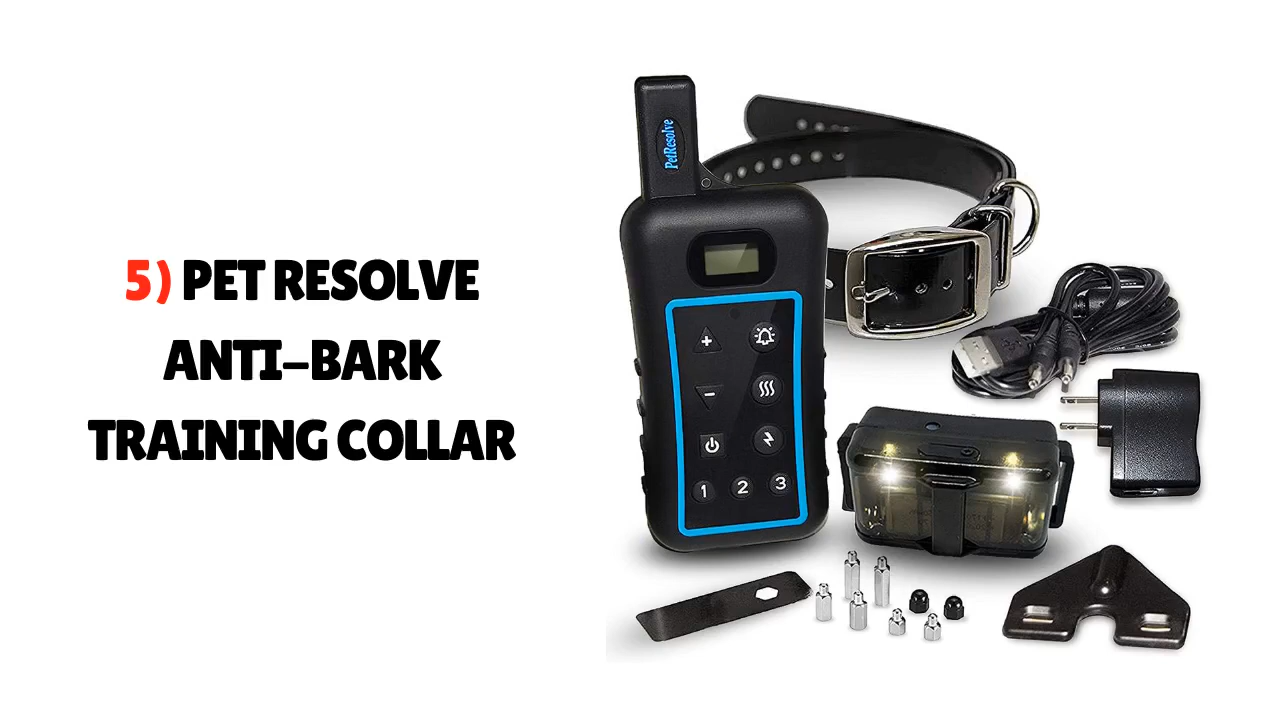 5) PET RESOLVE
ANTI-BARK
TRAINING COLLAR
PetResolve
+
-
1 2 3